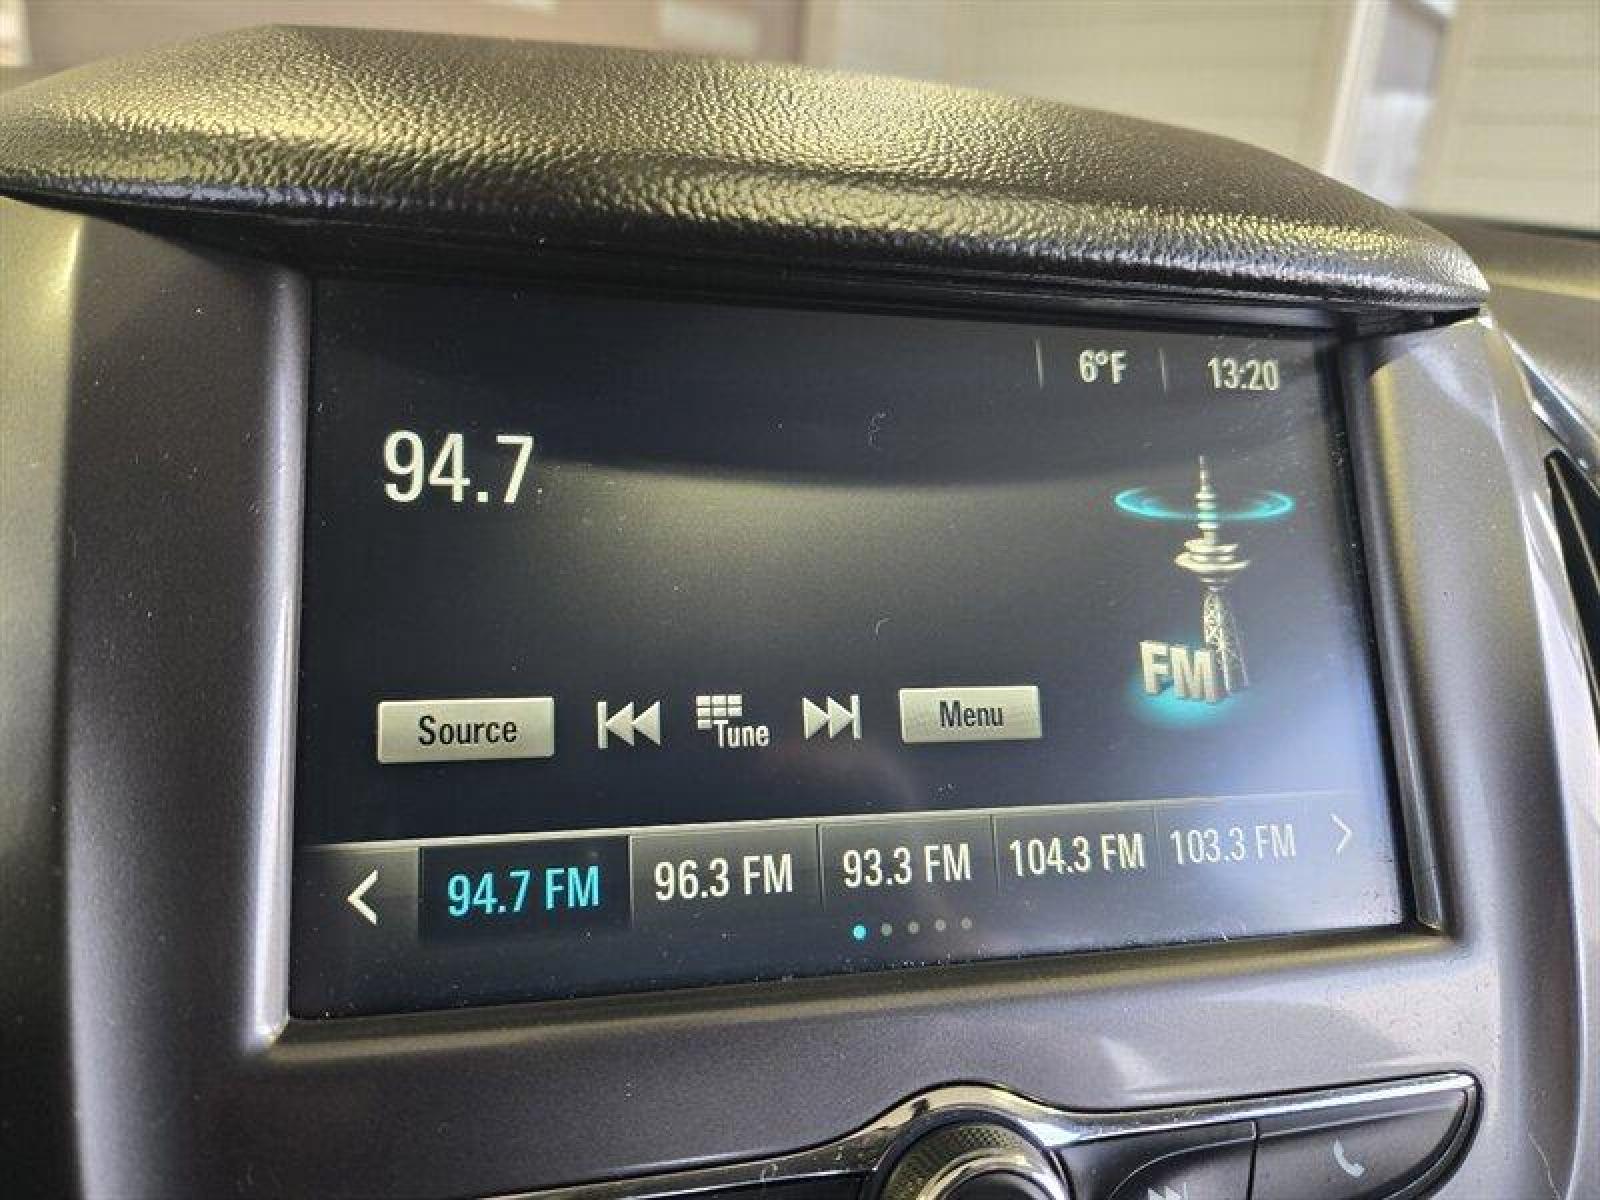 6°F 13:20
94.7
FM
Source Tune Menu
94.7 FM 96.3 FM 93.3 FM 104.3 FM 103.3 FM